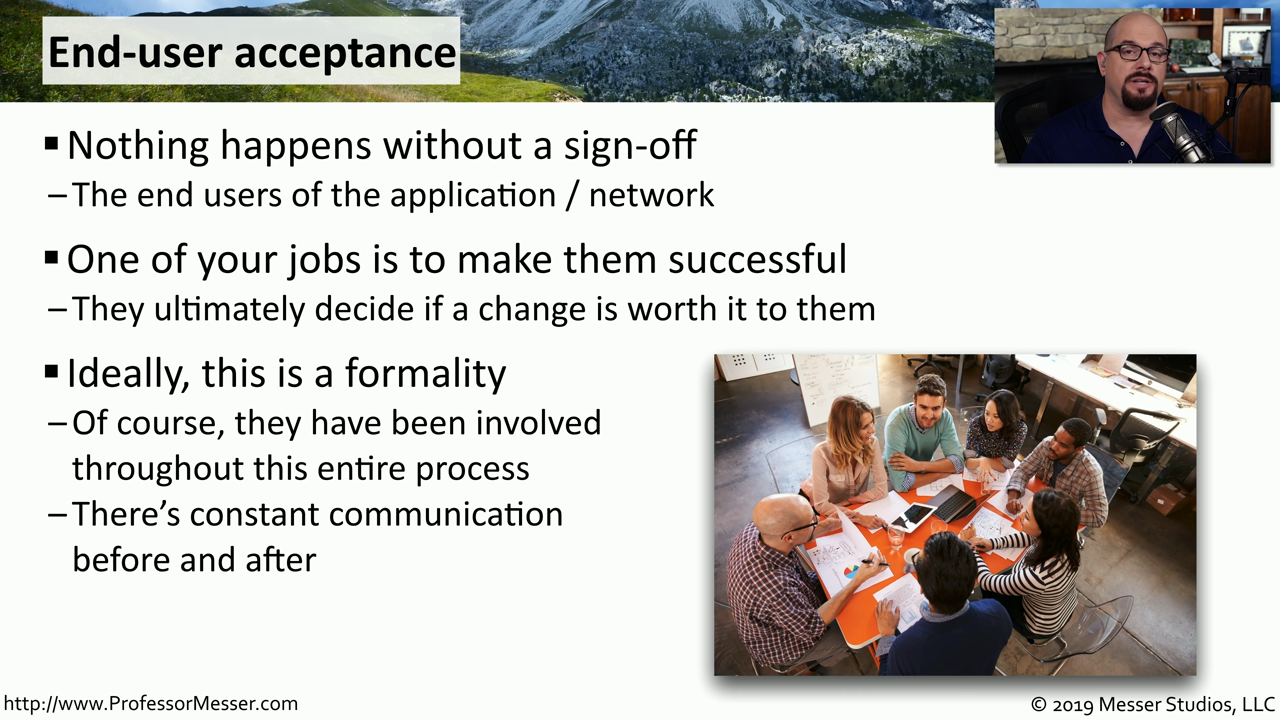 End-user acceptance
▪ Nothing happens without a sign-off
– The end users of the application / network
▪ One of your jobs is to make them successful
– They ultimately decide if a change is worth it to them
▪ Ideally, this is a formality
– Of course, they have been involved
throughout this entire process
– There's constant communication
before and after
http://www.ProfessorMesser.com
© 2019 Messer Studios, LLC